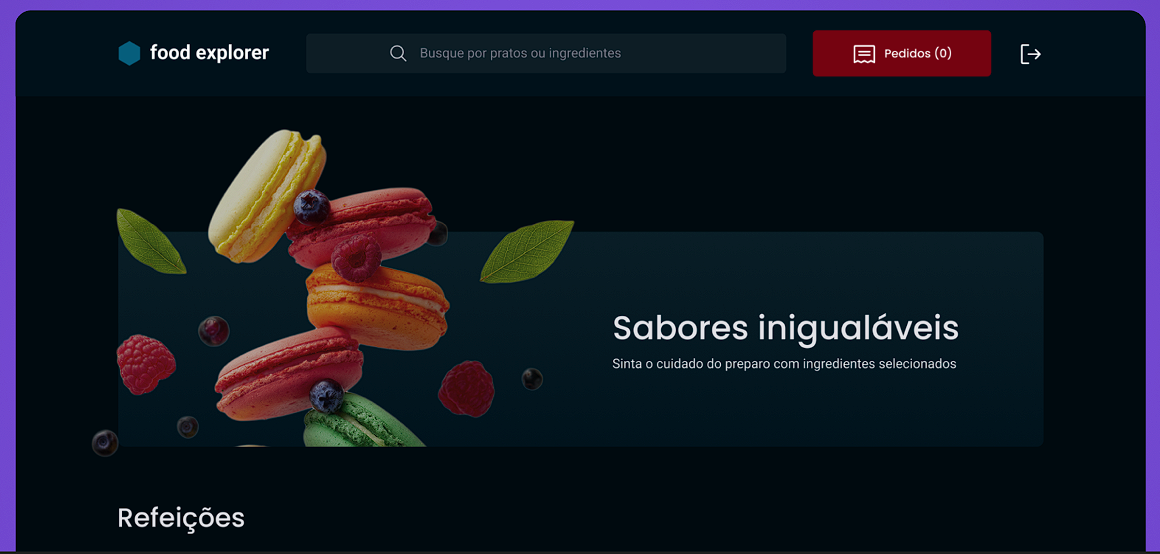 food explorer
Busque por pratos ou ingredientes
Pedidos (0)
Sabores inigualáveis
Sinta o cuidado do preparo com ingredientes selecionados
Refeições